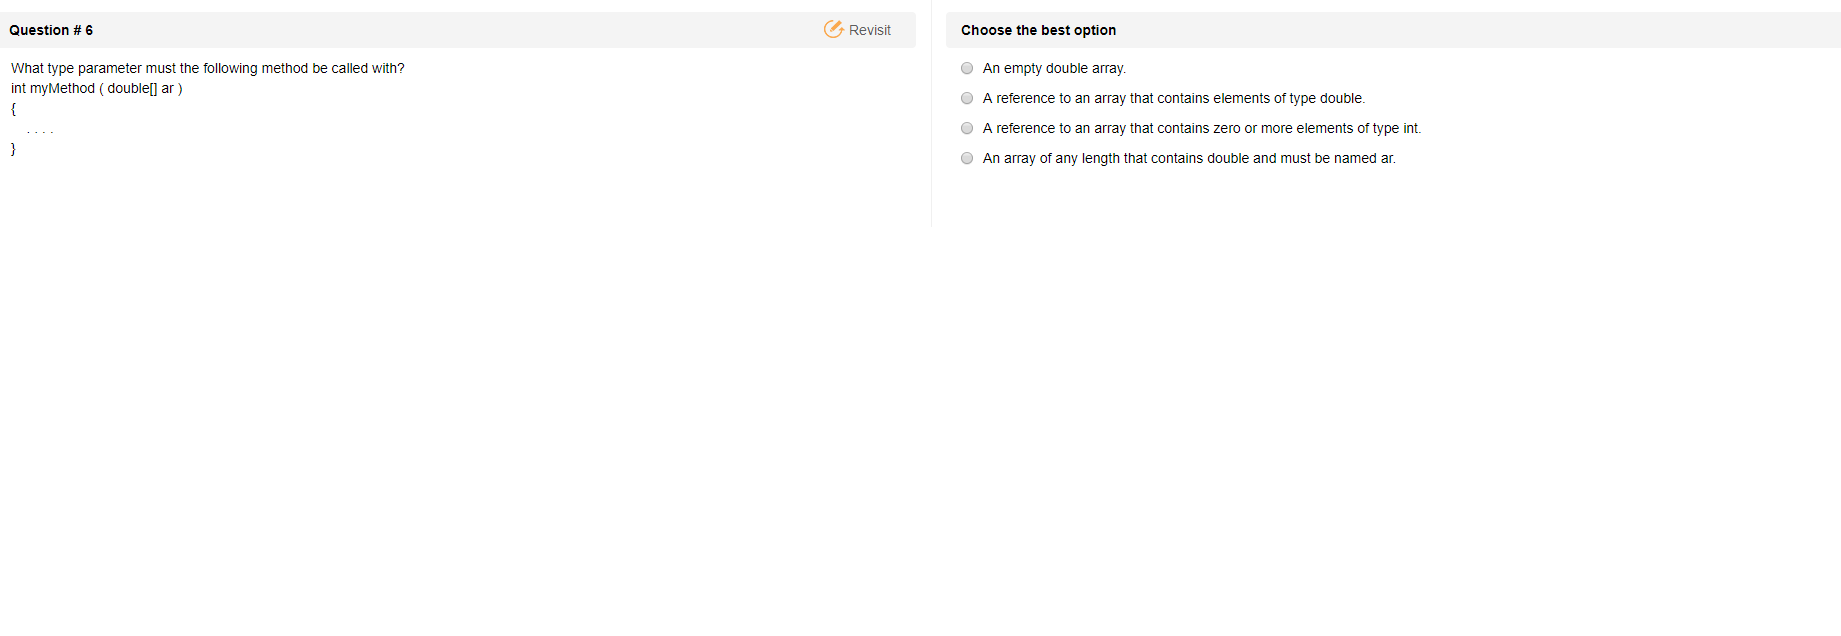 Question # 6
Revisit
What type parameter must the following method be called with?
int myMethod ( double[] ar )
{
. . . .
}
Choose the best option
An empty double array.
A reference to an array that contains elements of type double.
A reference to an array that contains zero or more elements of type int.
An array of any length that contains double and must be named ar.